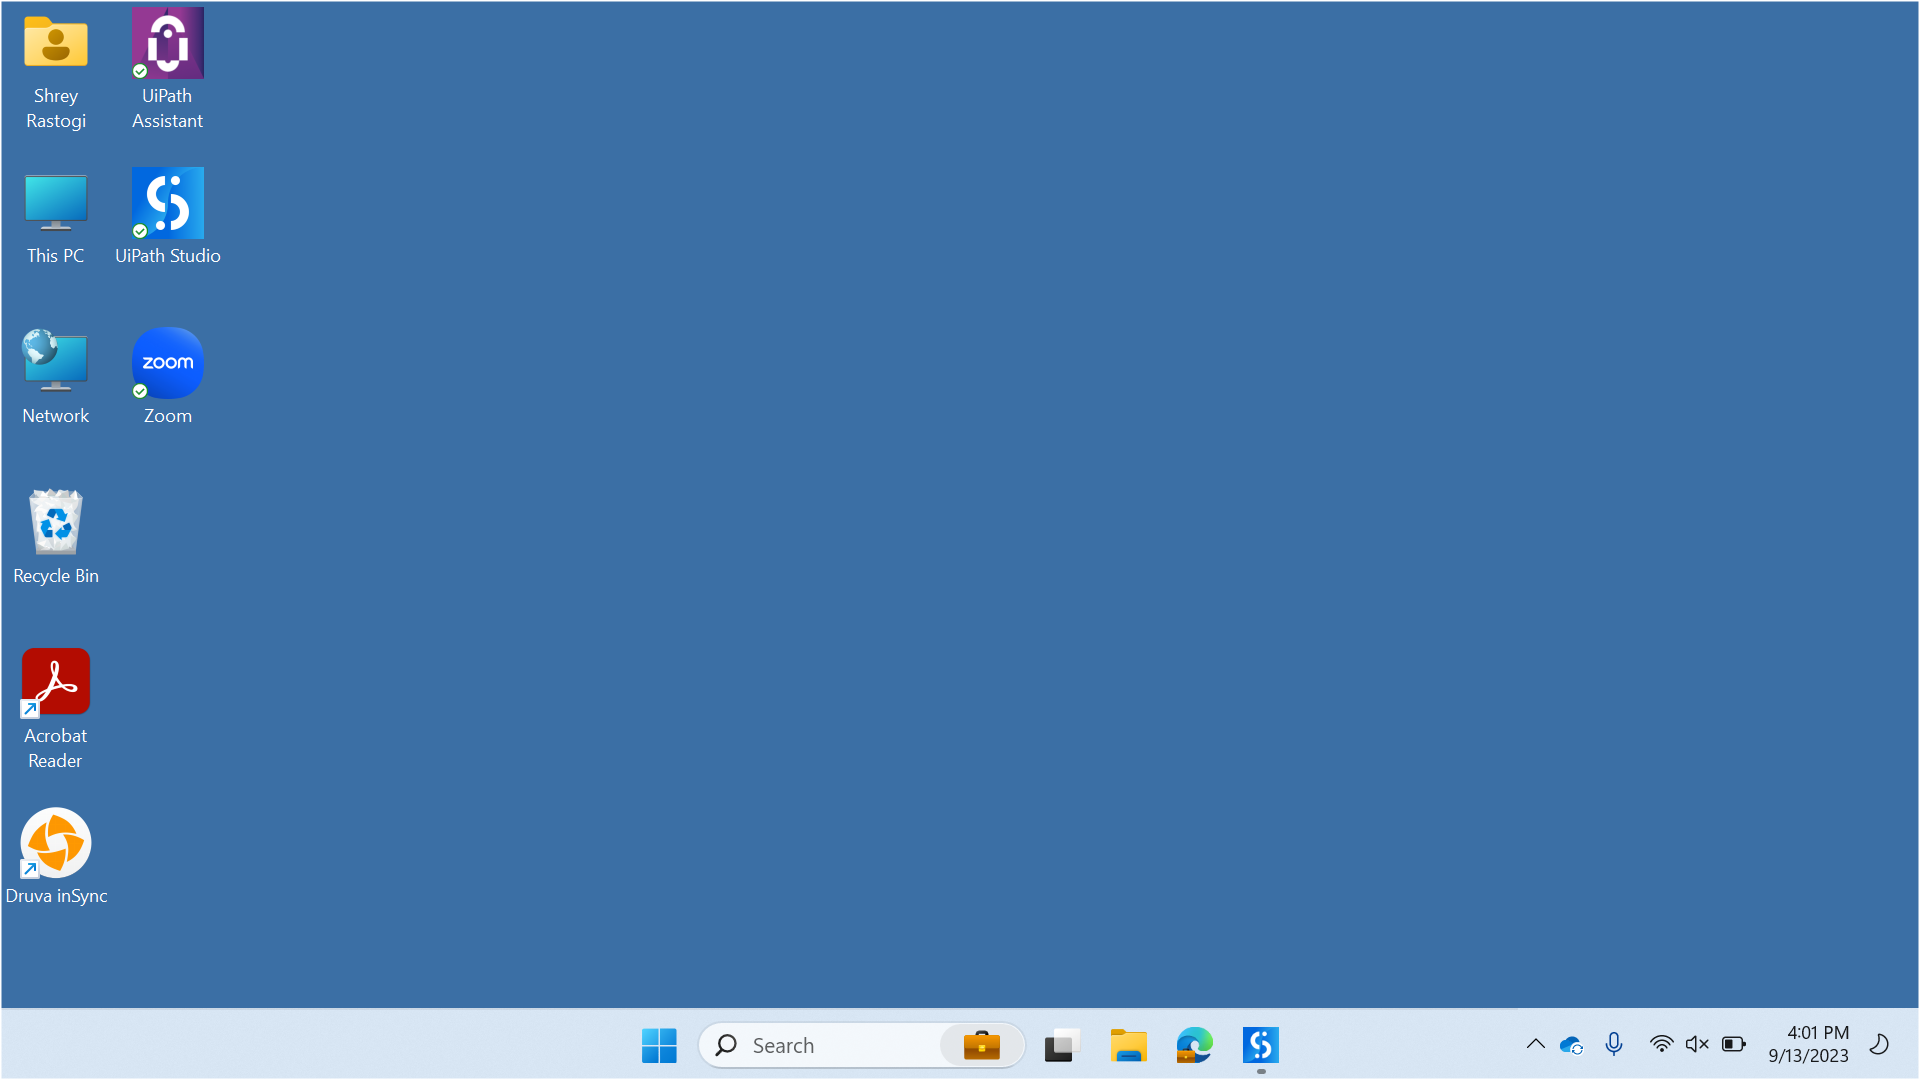 Shrey
Rastogi
UiPath
Assistant
This PC
UiPath Studio
Network
zoom
Zoom
Recycle Bin
Acrobat
Reader
Druva inSync
Search
4:01 PM
9/13/2023